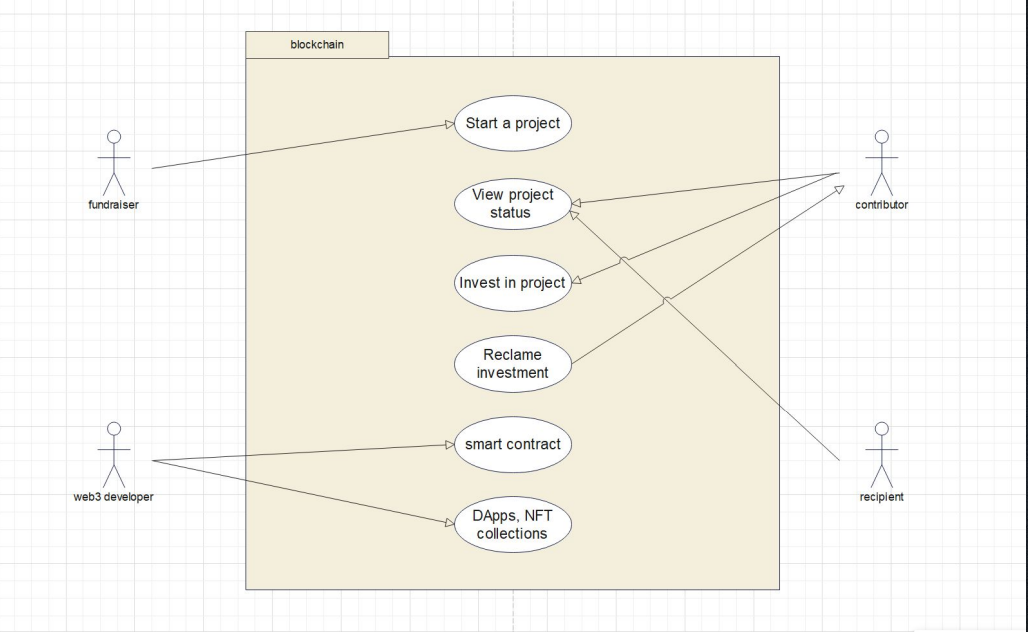 blockchain
Start a project
fundraiser
View project
status
contributor
Invest in project
Reclame
investment
smart contract
web3 developer
recipient
DApps, NFT
collections